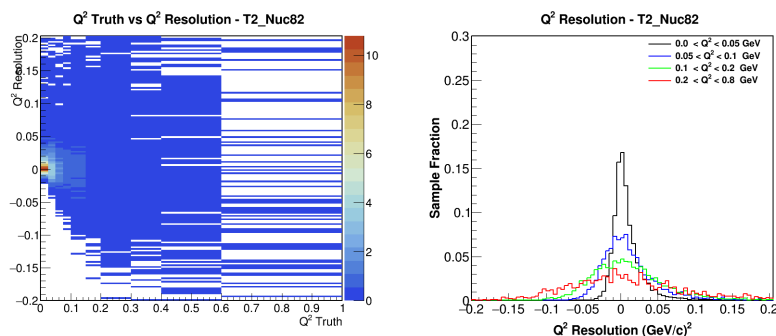 Q² Truth vs Q² Resolution - T2_Nuc82
Q² Resolution
0.2
0.15
0.1
0.05
0
−0.05
−0.1
−0.15
−0.2
0 0.1 0.2 0.3 0.4 0.5 0.6 0.7 0.8 0.9 1
Q² Truth
10
8
6
4
2
0
Q² Resolution - T2_Nuc82
Sample Fraction
0.3
0.25
0.2
0.15
0.1
0.05
0
0.0 < Q² < 0.05 GeV
0.05 < Q² < 0.1 GeV
0.1 < Q² < 0.2 GeV
0.2 < Q² < 0.8 GeV
−0.2 −0.15 −0.1 −0.05 0 0.05 0.1 0.15 0.2
Q² Resolution (GeV/c)²